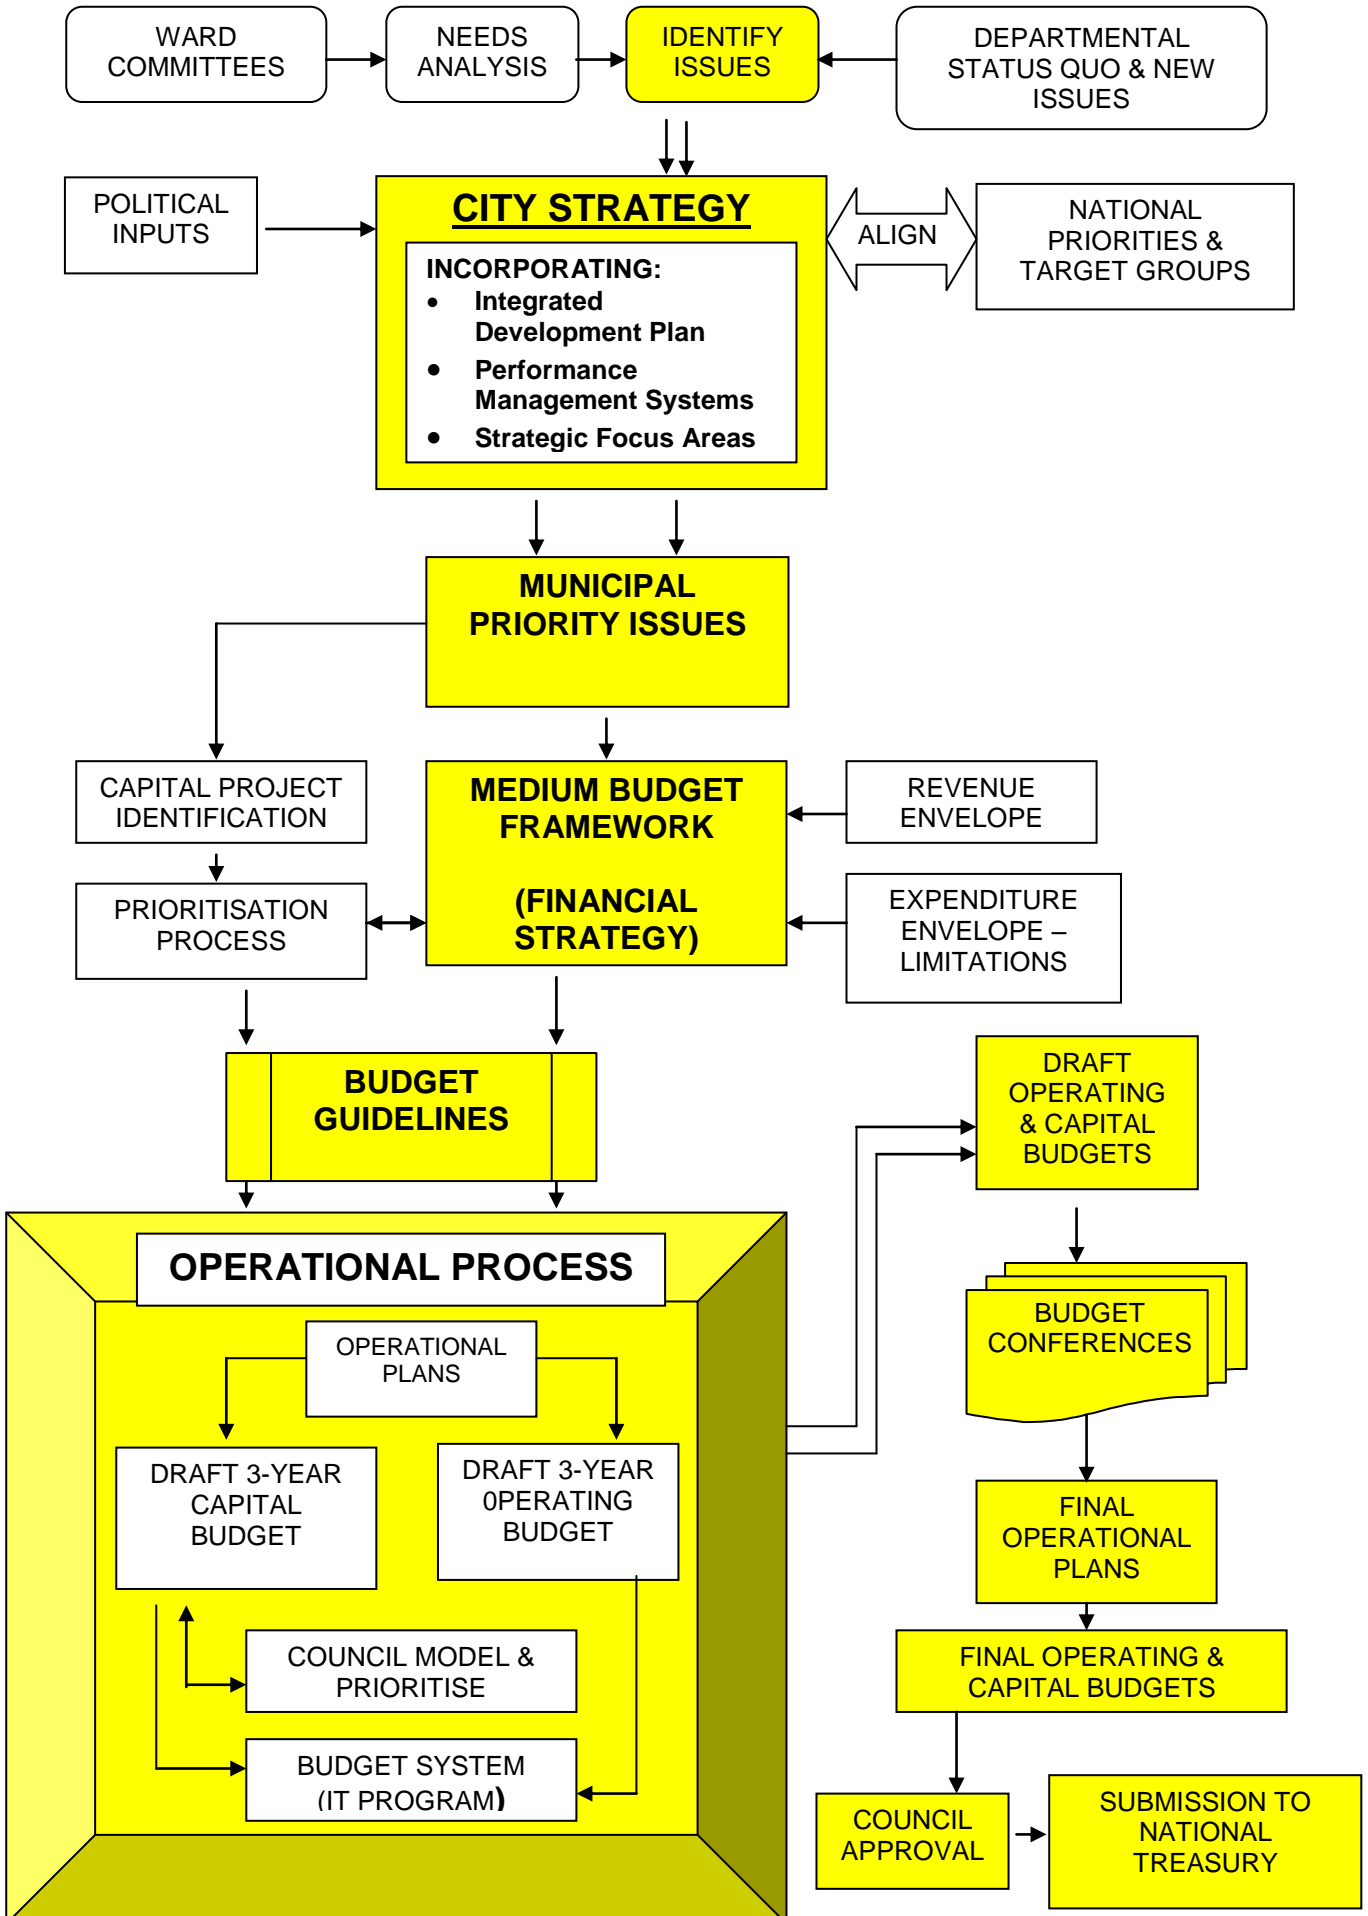 WARD
COMMITTEES
NEEDS
ANALYSIS
IDENTIFY
ISSUES
DEPARTMENTAL
STATUS QUO & NEW
ISSUES
POLITICAL
INPUTS
CITY STRATEGY
INCORPORATING:
• Integrated
Development Plan
• Performance
Management Systems
• Strategic Focus Areas
ALIGN
NATIONAL
PRIORITIES &
TARGET GROUPS
MUNICIPAL
PRIORITY ISSUES
CAPITAL PROJECT
IDENTIFICATION
MEDIUM BUDGET
FRAMEWORK
(FINANCIAL
STRATEGY)
REVENUE
ENVELOPE
PRIORITISATION
PROCESS
EXPENDITURE
ENVELOPE –
LIMITATIONS
BUDGET
GUIDELINES
OPERATIONAL PROCESS
OPERATIONAL
PLANS
DRAFT 3-YEAR
CAPITAL
BUDGET
DRAFT 3-YEAR
0PERATING
BUDGET
COUNCIL MODEL &
PRIORITISE
BUDGET SYSTEM
(IT PROGRAM)
DRAFT
OPERATING
& CAPITAL
BUDGETS
BUDGET
CONFERENCES
FINAL
OPERATIONAL
PLANS
FINAL OPERATING &
CAPITAL BUDGETS
COUNCIL
APPROVAL
SUBMISSION TO
NATIONAL
TREASURY